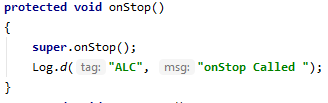 protected void onStop()
{
super.onStop();
Log.d( tag: "ALC", msg: "onStop Called ");
}